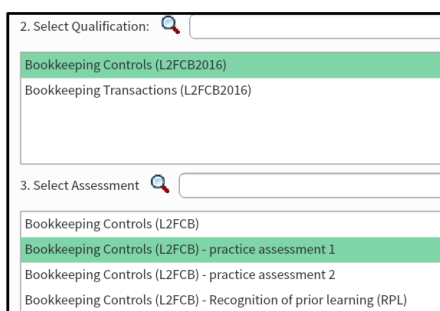 2. Select Qualification:
Bookkeeping Controls (L2FCB2016)
Bookkeeping Transactions (L2FCB2016)
3. Select Assessment
Bookkeeping Controls (L2FCB)
Bookkeeping Controls (L2FCB) - practice assessment 1
Bookkeeping Controls (L2FCB) - practice assessment 2
Bookkeeping Controls (L2FCB) - Recognition of prior learning (RPL)